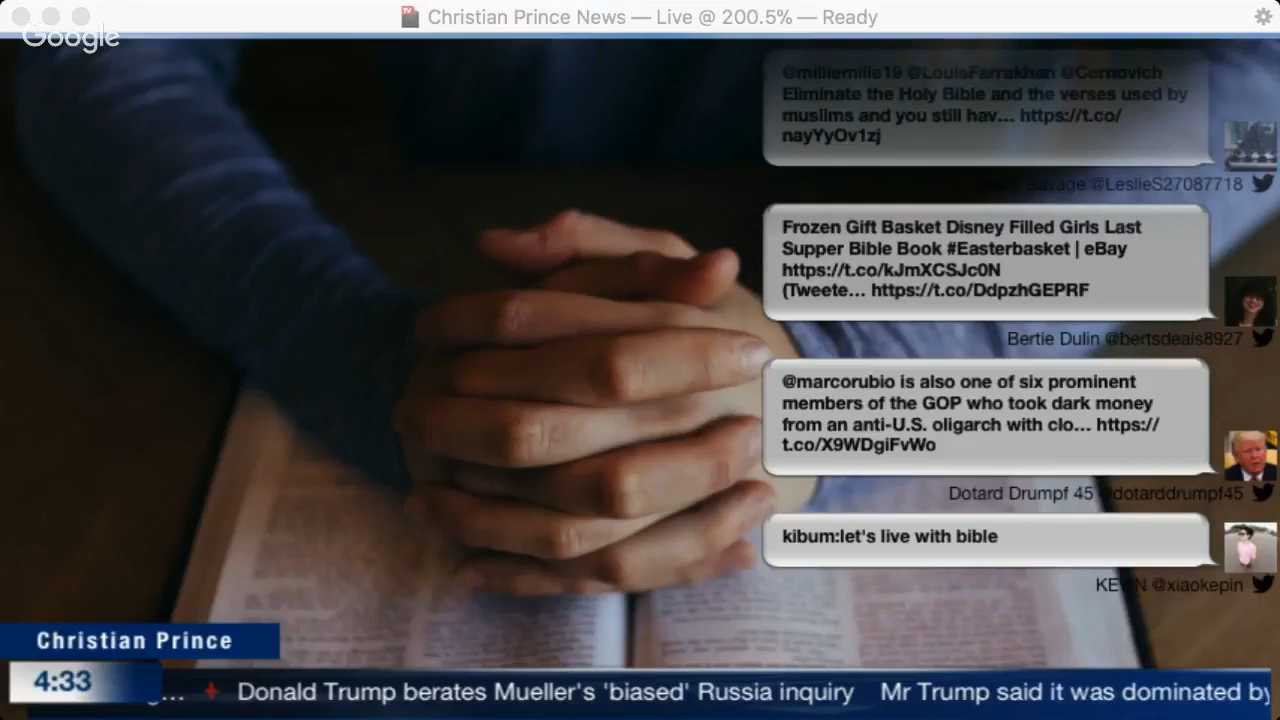 Christian Prince News — Live @ 200.5% — Ready
Google
@milliemille19 @LouisFarrakhan @Cernovich
Eliminate the Holy Bible and the verses used by
muslims and you still hav... https://t.co/
nayYyOv1zj
Savage @LeslieS27087718
Frozen Gift Basket Disney Filled Girls Last
Supper Bible Book #Easterbasket | eBay
https://t.co/kJmXCSJc0N
(Tweete... https://t.co/DdpzhGEPRF
Bertie Dulin @bertsdeals8927
@marcorubio is also one of six prominent
members of the GOP who took dark money
from an anti-U.S. oligarch with clo... https://
t.co/X9WDgiFvWo
Dotard Drumpf 45 @dotarddrumpf45
kibum:let's live with bible
@xiaokepin
Christian Prince
4:33
Donald Trump berates Mueller's 'biased' Russia inquiry Mr Trump said it was dominated by